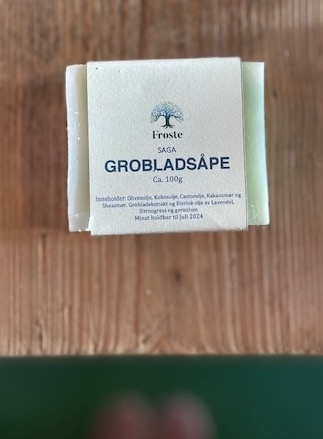 Froste
SAGA
GROBLADSÅPE
Ca. 100g
Inneholder: Olivenolje, Kokosolje, Castorolje, Kakaosmør og
Sheasmør, Grobladekstrakt og Eterisk olje av Lavendel,
Sitrongress og geranium
Minst holdbar til Juli 2024